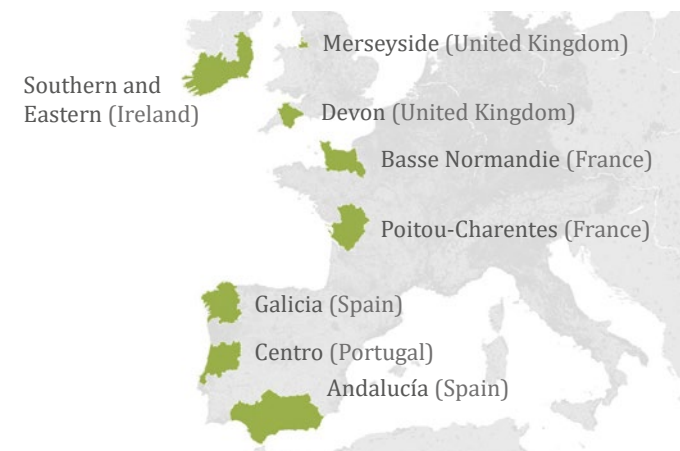 Merseyside (United Kingdom)
Southern and
Eastern (Ireland)
Devon (United Kingdom)
Basse Normandie (France)
Poitou-Charentes (France)
Galicia (Spain)
Centro (Portugal)
Andalucía (Spain)